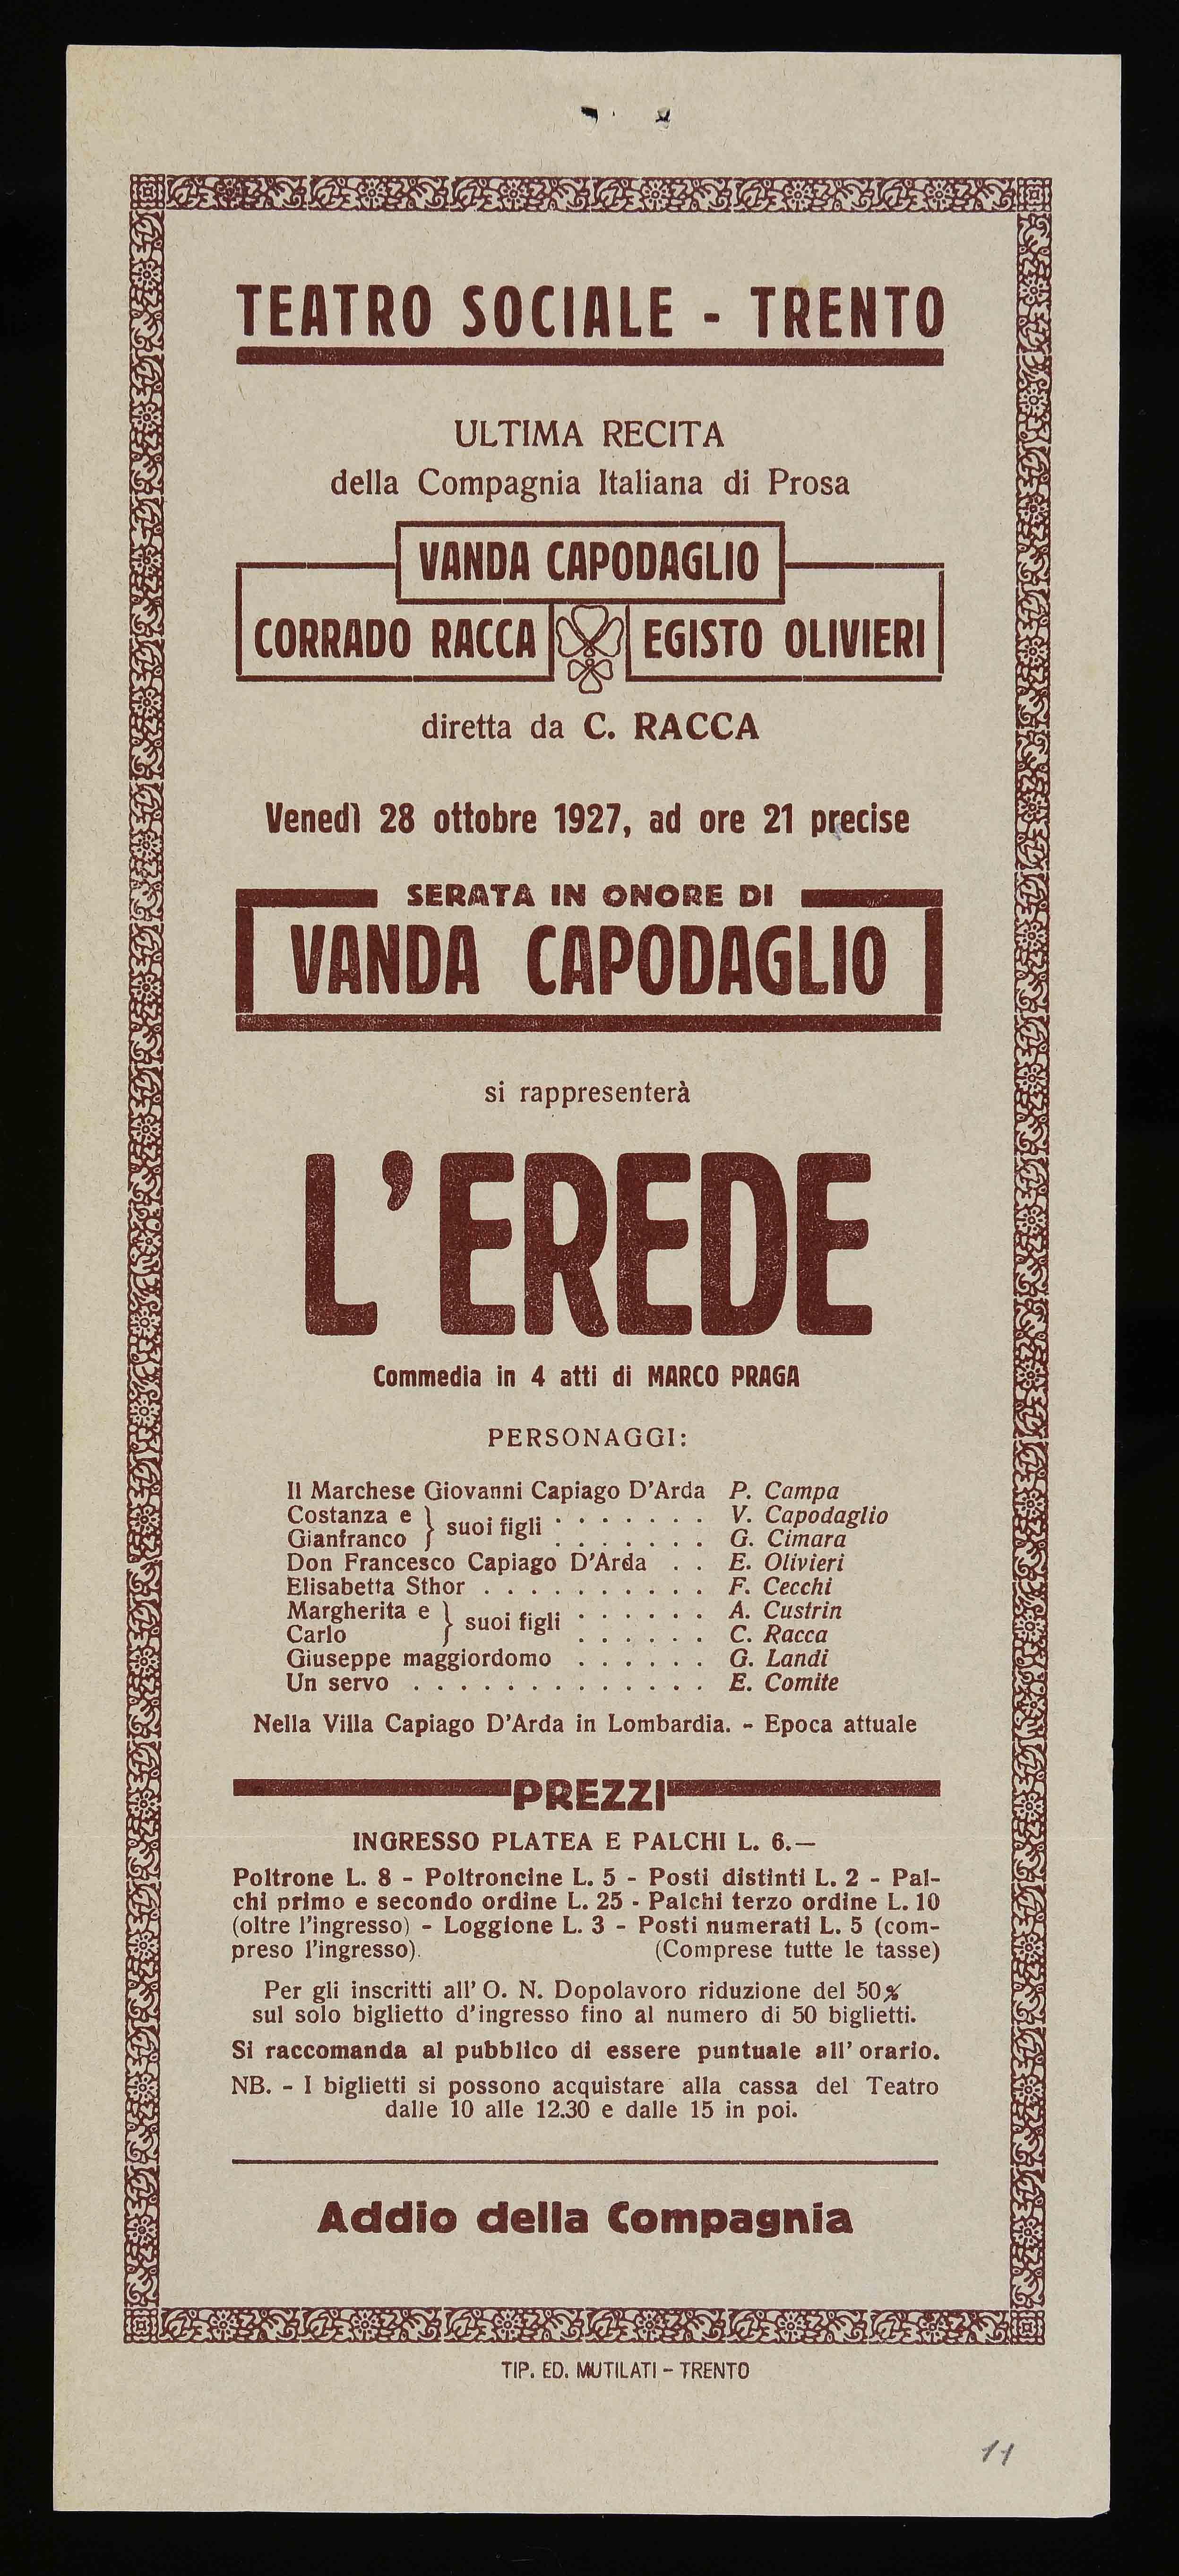 TEATRO SOCIALE - TRENTO
ULTIMA RECITA
della Compagnia Italiana di Prosa
VANDA CAPODAGLIO
CORRADO RACCA EGISTO OLIVIERI
diretta da C. RACCA
Venedì 28 ottobre 1927, ad ore 21 precise
SERATA IN ONORE DI
VANDA CAPODAGLIO
si rappresenterà
L'EREDE
Commedia in 4 atti di MARCO PRAGA
PERSONAGGI:
Il Marchese Giovanni Capiago D'Arda P. Campa
Costanza e } suoi figli . . . . . . . V. Capodaglio
Gianfranco } . . . . . . . G. Cimara
Don Francesco Capiago D'Arda . . E. Olivieri
Elisabetta Sthor . . . . . . . . . . F. Cecchi
Margherita e } suoi figli . . . . . . A. Custrin
Carlo } . . . . . . C. Racca
Giuseppe maggiordomo . . . . . . G. Landi
Un servo . . . . . . . . . . . . . E. Comite
Nella Villa Capiago D'Arda in Lombardia. - Epoca attuale
PREZZI
INGRESSO PLATEA E PALCHI L. 6.—
Poltrone L. 8 - Poltroncine L. 5 - Posti distinti L. 2 - Pal-
chi primo e secondo ordine L. 25 - Palchi terzo ordine L. 10
(oltre l'ingresso) - Loggione L. 3 - Posti numerati L. 5 (com-
preso l'ingresso). (Comprese tutte le tasse)
Per gli inscritti all' O. N. Dopolavoro riduzione del 50%
sul solo biglietto d'ingresso fino al numero di 50 biglietti.
Si raccomanda al pubblico di essere puntuale all' orario.
NB. - I biglietti si possono acquistare alla cassa del Teatro
dalle 10 alle 12.30 e dalle 15 in poi.
Addio della Compagnia
TIP. ED. MUTILATI - TRENTO
11